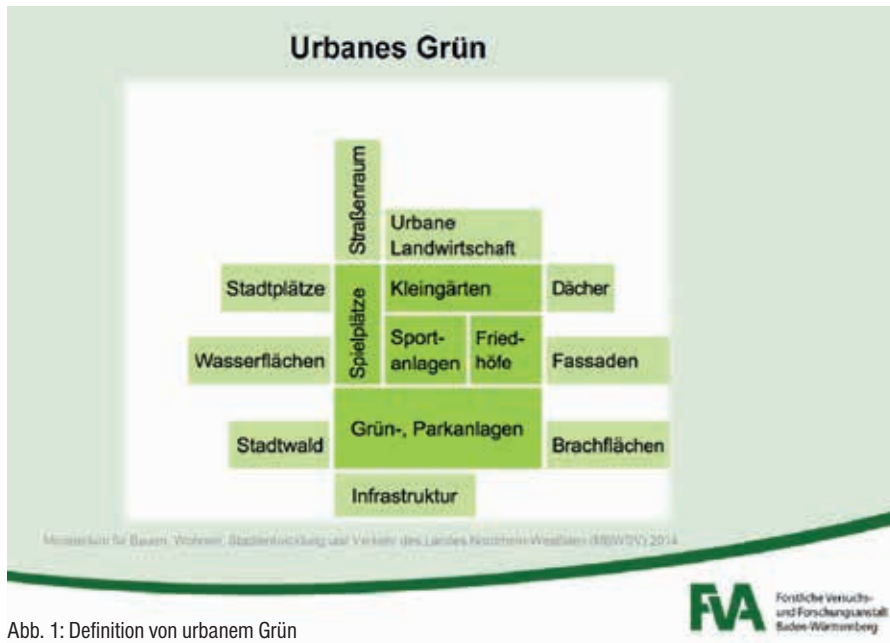 Urbanes Grün
Straßenraum
Urbane
Landwirtschaft
Stadtplätze
Spielplätze
Kleingärten
Dächer
Wasserflächen
Sport-
anlagen
Fried-
höfe
Fassaden
Stadtwald
Grün-, Parkanlagen
Brachflächen
Infrastruktur
Ministerium für Bauen, Wohnen, Stadtentwicklung und Verkehr des Landes Nordrhein-Westfalen (MBWSV) 2014
FVA
Forstliche Versuchs-
und Forschungsanstalt
Baden-Württemberg
Abb. 1: Definition von urbanem Grün